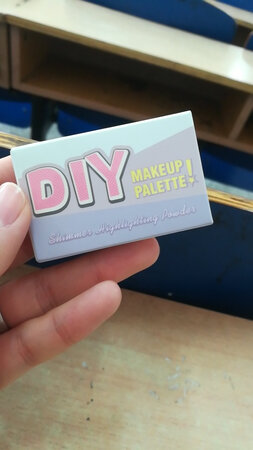 DIY
MAKEUP
PALETTE!
Shimmer Highlighting Powder